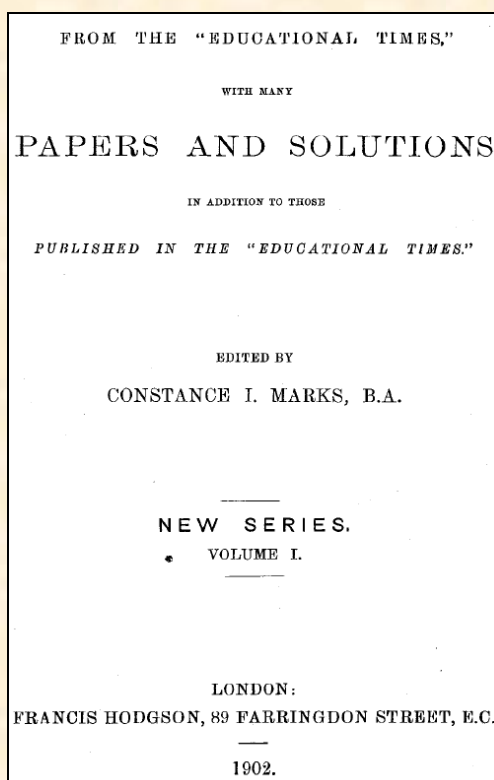 FROM THE "EDUCATIONAL TIMES,"
WITH MANY
PAPERS AND SOLUTIONS
IN ADDITION TO THOSE
PUBLISHED IN THE "EDUCATIONAL TIMES."
EDITED BY
CONSTANCE I. MARKS, B.A.
NEW SERIES.
VOLUME I.
LONDON:
FRANCIS HODGSON, 89 FARRINGDON STREET, E.C.
1902.